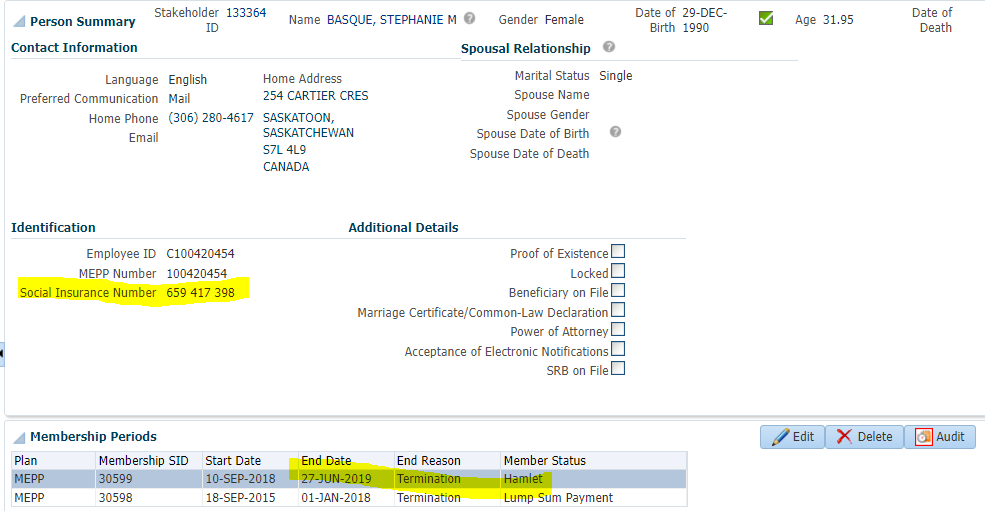 Person Summary Stakeholder ID 133364 Name BASQUE, STEPHANIE M Gender Female Date of Birth 29-DEC-1990 Age 31.95 Date of Death
Contact Information
Language English
Preferred Communication Mail
Home Phone (306) 280-4617
Email
Home Address
254 CARTIER CRES
SASKATOON,
SASKATCHEWAN
S7L 4L9
CANADA
Spousal Relationship
Marital Status Single
Spouse Name
Spouse Gender
Spouse Date of Birth
Spouse Date of Death
Identification
Employee ID C100420454
MEPP Number 100420454
Social Insurance Number 659 417 398
Additional Details
Proof of Existence
Locked
Beneficiary on File
Marriage Certificate/Common-Law Declaration
Power of Attorney
Acceptance of Electronic Notifications
SRB on File
Membership Periods
Edit Delete Audit
Plan Membership SID Start Date End Date End Reason Member Status
MEPP 30599 10-SEP-2018 27-JUN-2019 Termination Hamlet
MEPP 30598 18-SEP-2015 01-JAN-2018 Termination Lump Sum Payment